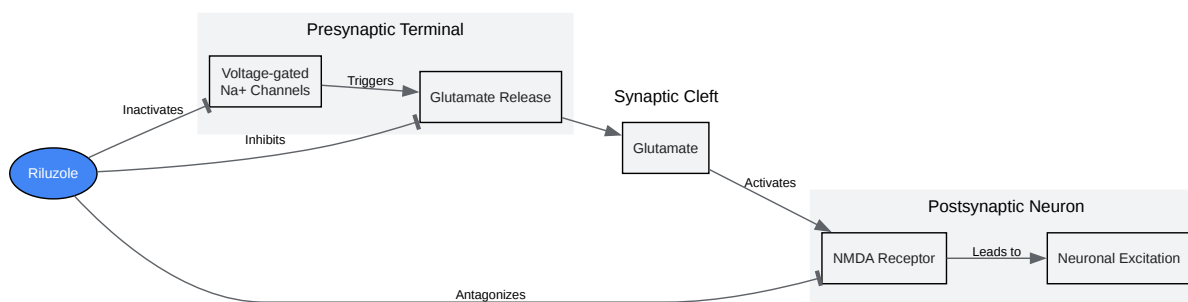 Presynaptic Terminal
Voltage-gated
Na+ Channels
Triggers
Glutamate Release
Inactivates
Inhibits
Riluzole
Synaptic Cleft
Glutamate
Activates
Postsynaptic Neuron
NMDA Receptor
Leads to
Neuronal Excitation
Antagonizes